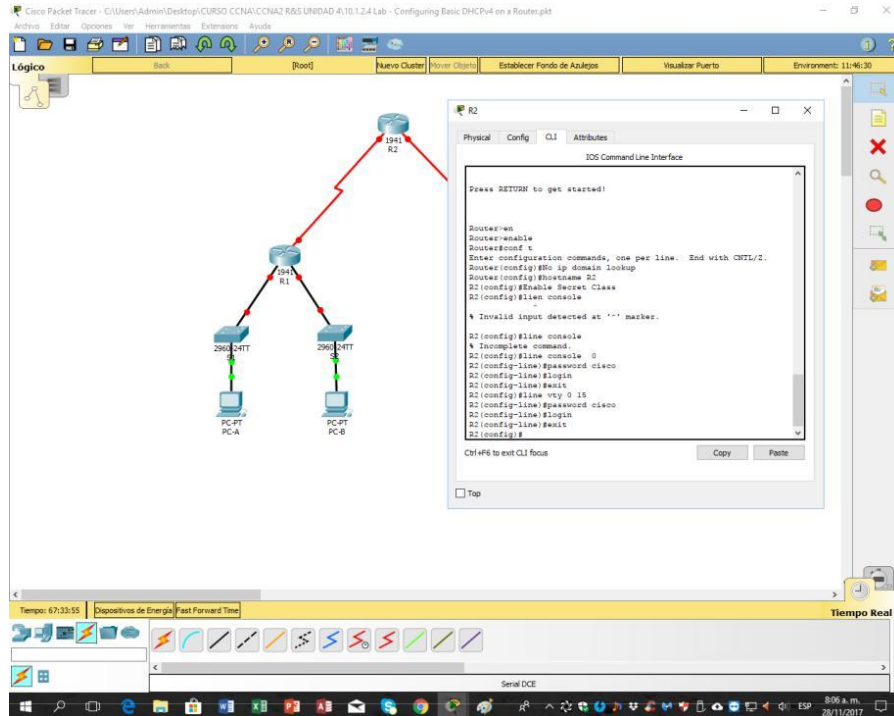 Cisco Packet Tracer - C:\Users\Admin\Desktop\CURSO CCNA\CCNA2 R&S UNIDAD 4\10.1.2.4 Lab - Configuring Basic DHCPv4 on a Router.pkt
Archivo Editar Opciones Ver Herramientas Extensions Ayuda
Lógico Back [Root] Nuevo Cluster Mover Objeto Establecer Fondo de Azulejos Visualizar Puerto Environment: 11:46:30
1941
R2
1941
R1
2960-24TT
S1
2960-24TT
S2
PC-PT
PC-A
PC-PT
PC-B
R2
Physical Config CLI Attributes
IOS Command Line Interface
Press RETURN to get started!
Router>en
Router>enable
Router#conf t
Enter configuration commands, one per line. End with CNTL/Z.
Router(config)#No ip domain lookup
Router(config)#hostname R2
R2(config)#Enable Secret Class
R2(config)#lien console
^
% Invalid input detected at '^' marker.
R2(config)#line console
% Incomplete command.
R2(config)#line console 0
R2(config-line)#password cisco
R2(config-line)#login
R2(config-line)#exit
R2(config)#line vty 0 15
R2(config-line)#password cisco
R2(config-line)#login
R2(config-line)#exit
R2(config)#
Ctrl+F6 to exit CLI focus Copy Paste
Top
Tiempo: 67:33:55 Dispositivos de Energía Fast Forward Time Tiempo Real
Serial DCE
ESP 8:06 a. m.
28/11/2017